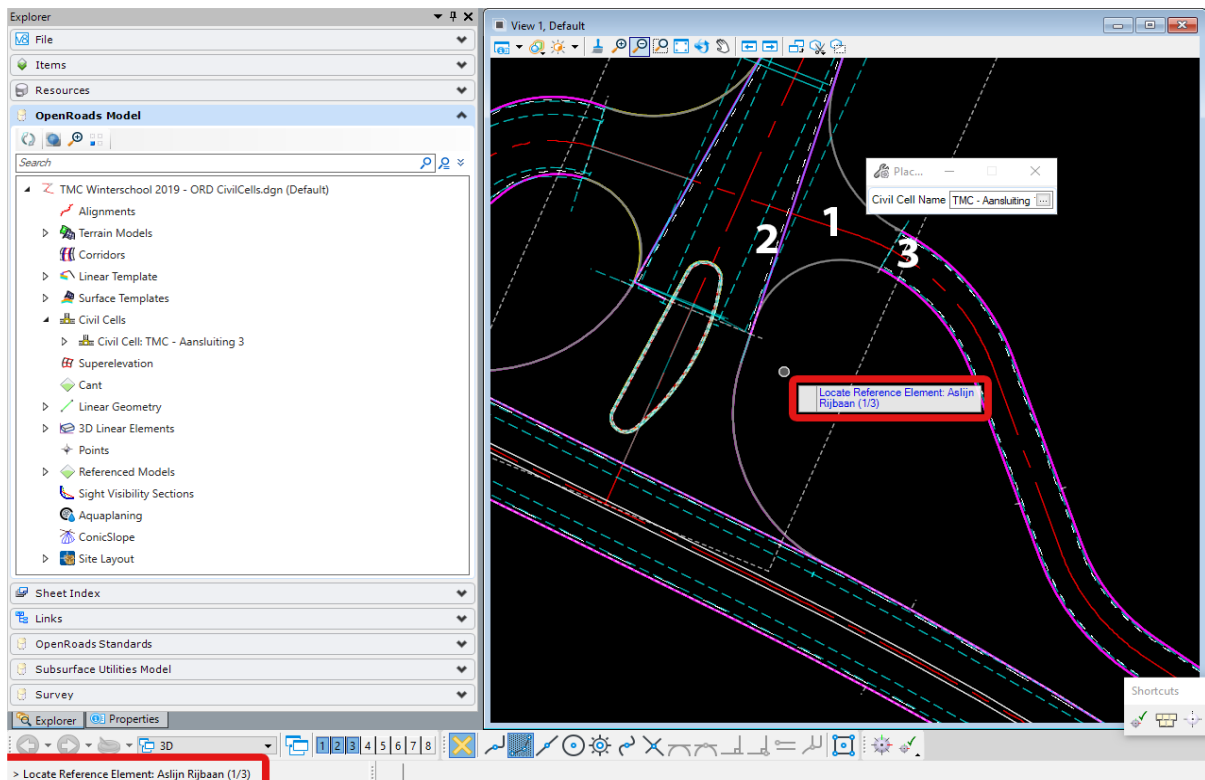 Explorer
File
Items
Resources
OpenRoads Model
Search
TMC Winterschool 2019 - ORD CivilCells.dgn (Default)
Alignments
Terrain Models
Corridors
Linear Template
Surface Templates
Civil Cells
Civil Cell: TMC - Aansluiting 3
Superelevation
Cant
Linear Geometry
3D Linear Elements
Points
Referenced Models
Sight Visibility Sections
Aquaplaning
ConicSlope
Site Layout
Sheet Index
Links
OpenRoads Standards
Subsurface Utilities Model
Survey
Explorer
Properties
View 1, Default
Plac...
Civil Cell Name TMC - Aansluiting
1
2
3
Locate Reference Element: Aslijn
Rijbaan (1/3)
Shortcuts
3D
1 2 3 4 5 6 7 8
> Locate Reference Element: Aslijn Rijbaan (1/3)